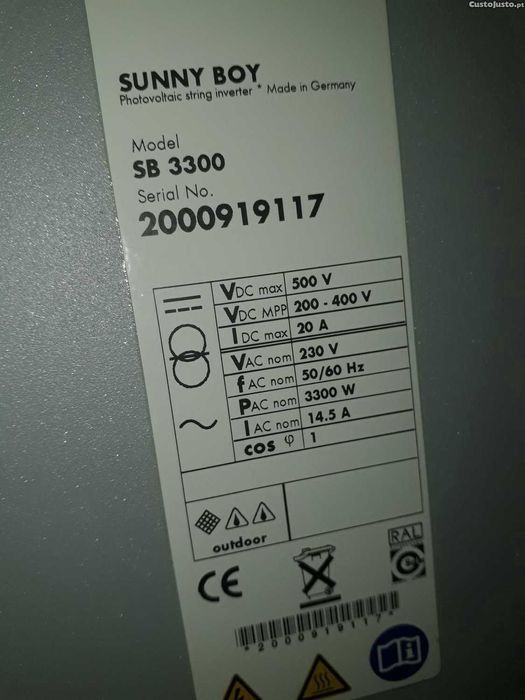 CustoJusto.pt
SUNNY BOY
Photovoltaic string inverter * Made in Germany
Model
SB 3300
Serial No.
2000919117
VDC max 500 V
VDC MPP 200 - 400 V
IDC max 20 A
VAC nom 230 V
fAC nom 50/60 Hz
PAC nom 3300 W
IAC nom 14.5 A
cos φ 1
outdoor
RAL
CE
*2000919117*
i